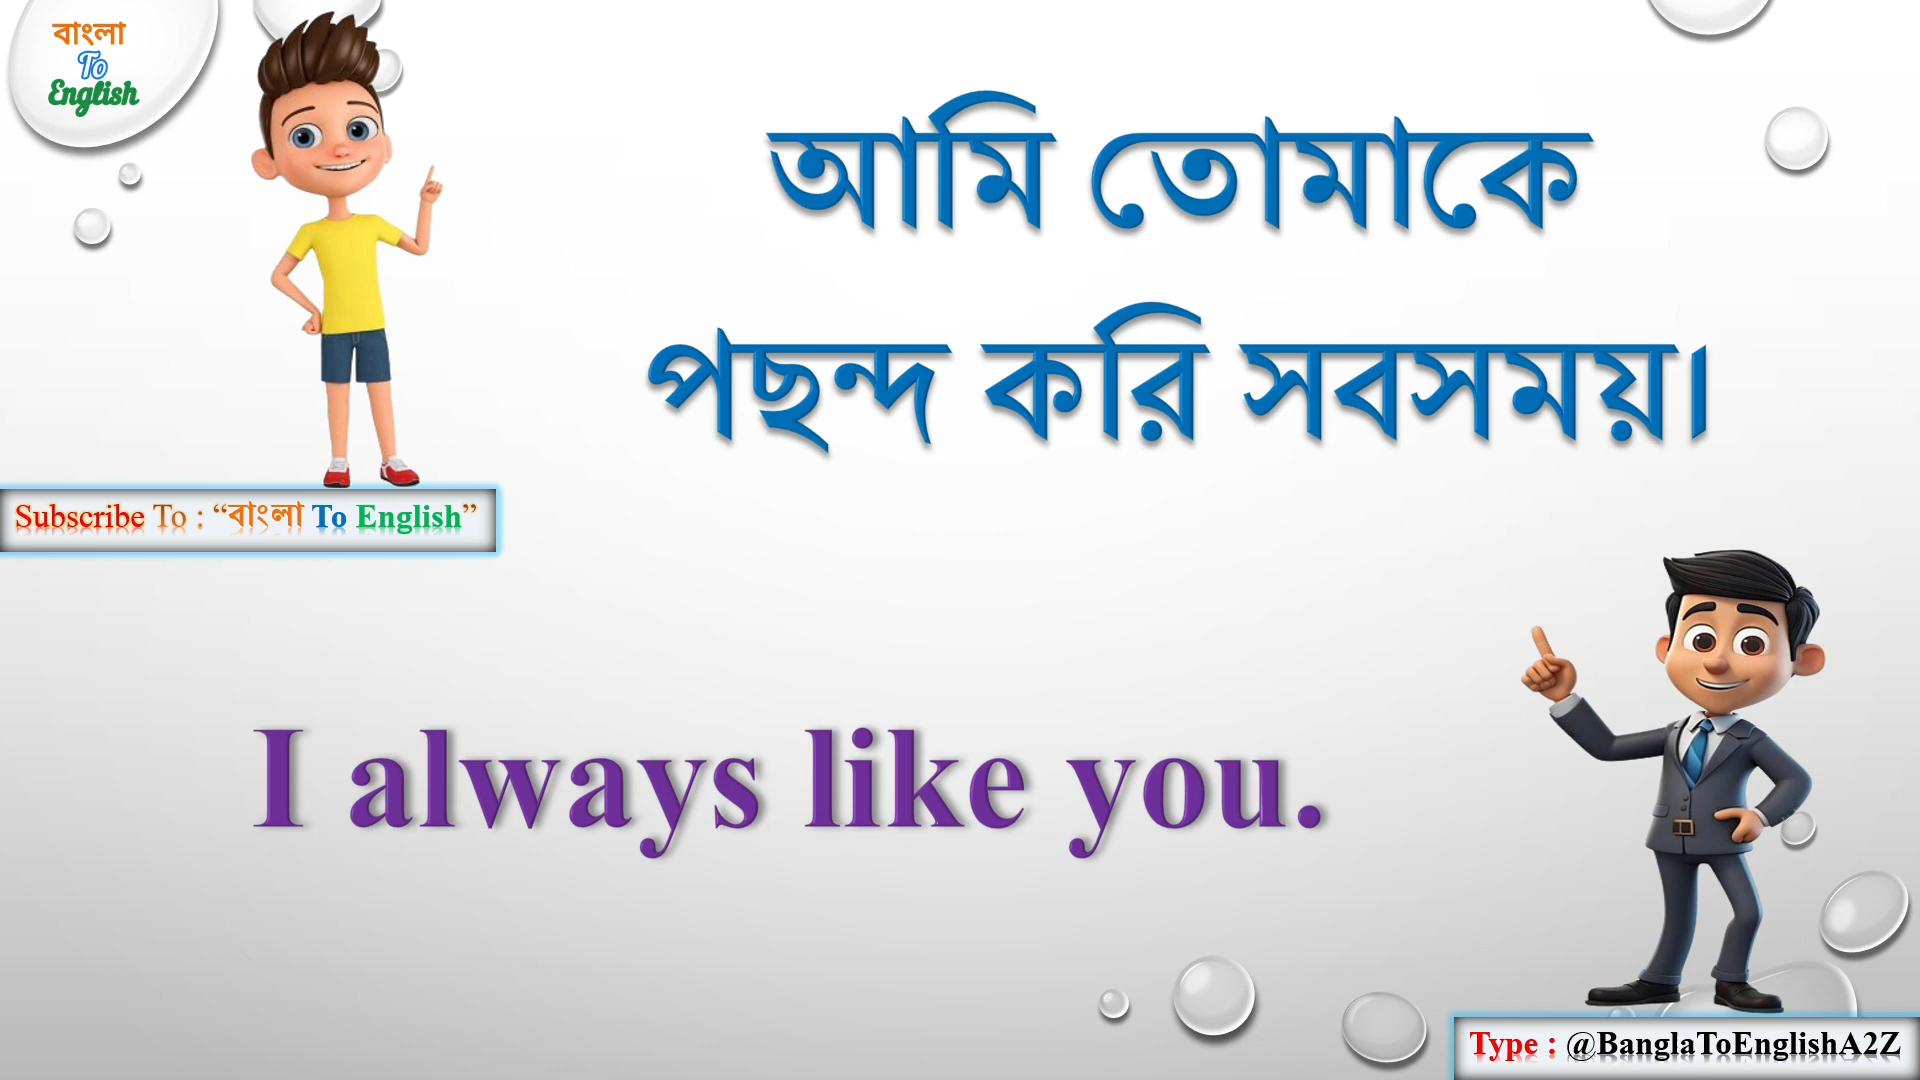 বাংলা
To
English
আমি তোমাকে
পছন্দ করি সবসময়।
Subscribe To : “বাংলা To English”
I always like you.
Type : @BanglaToEnglishA2Z